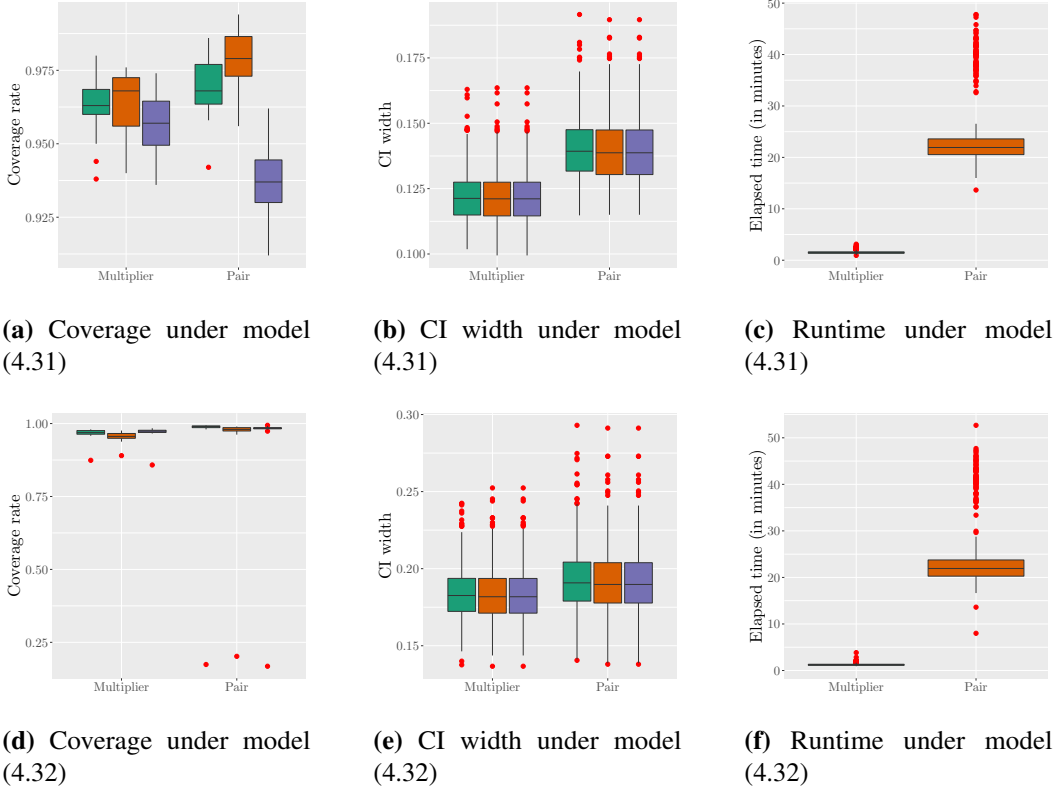 0.975
0.950
0.925
Coverage rate
Multiplier
Pair
0.175
0.150
0.125
0.100
CI width
Multiplier
Pair
50
40
30
20
10
0
Elapsed time (in minutes)
Multiplier
Pair
(a) Coverage under model
(4.31)
(b) CI width under model
(4.31)
(c) Runtime under model
(4.31)
1.00
0.75
0.50
0.25
Coverage rate
Multiplier
Pair
0.30
0.25
0.20
0.15
CI width
Multiplier
Pair
50
40
30
20
10
0
Elapsed time (in minutes)
Multiplier
Pair
(d) Coverage under model
(4.32)
(e) CI width under model
(4.32)
(f) Runtime under model
(4.32)